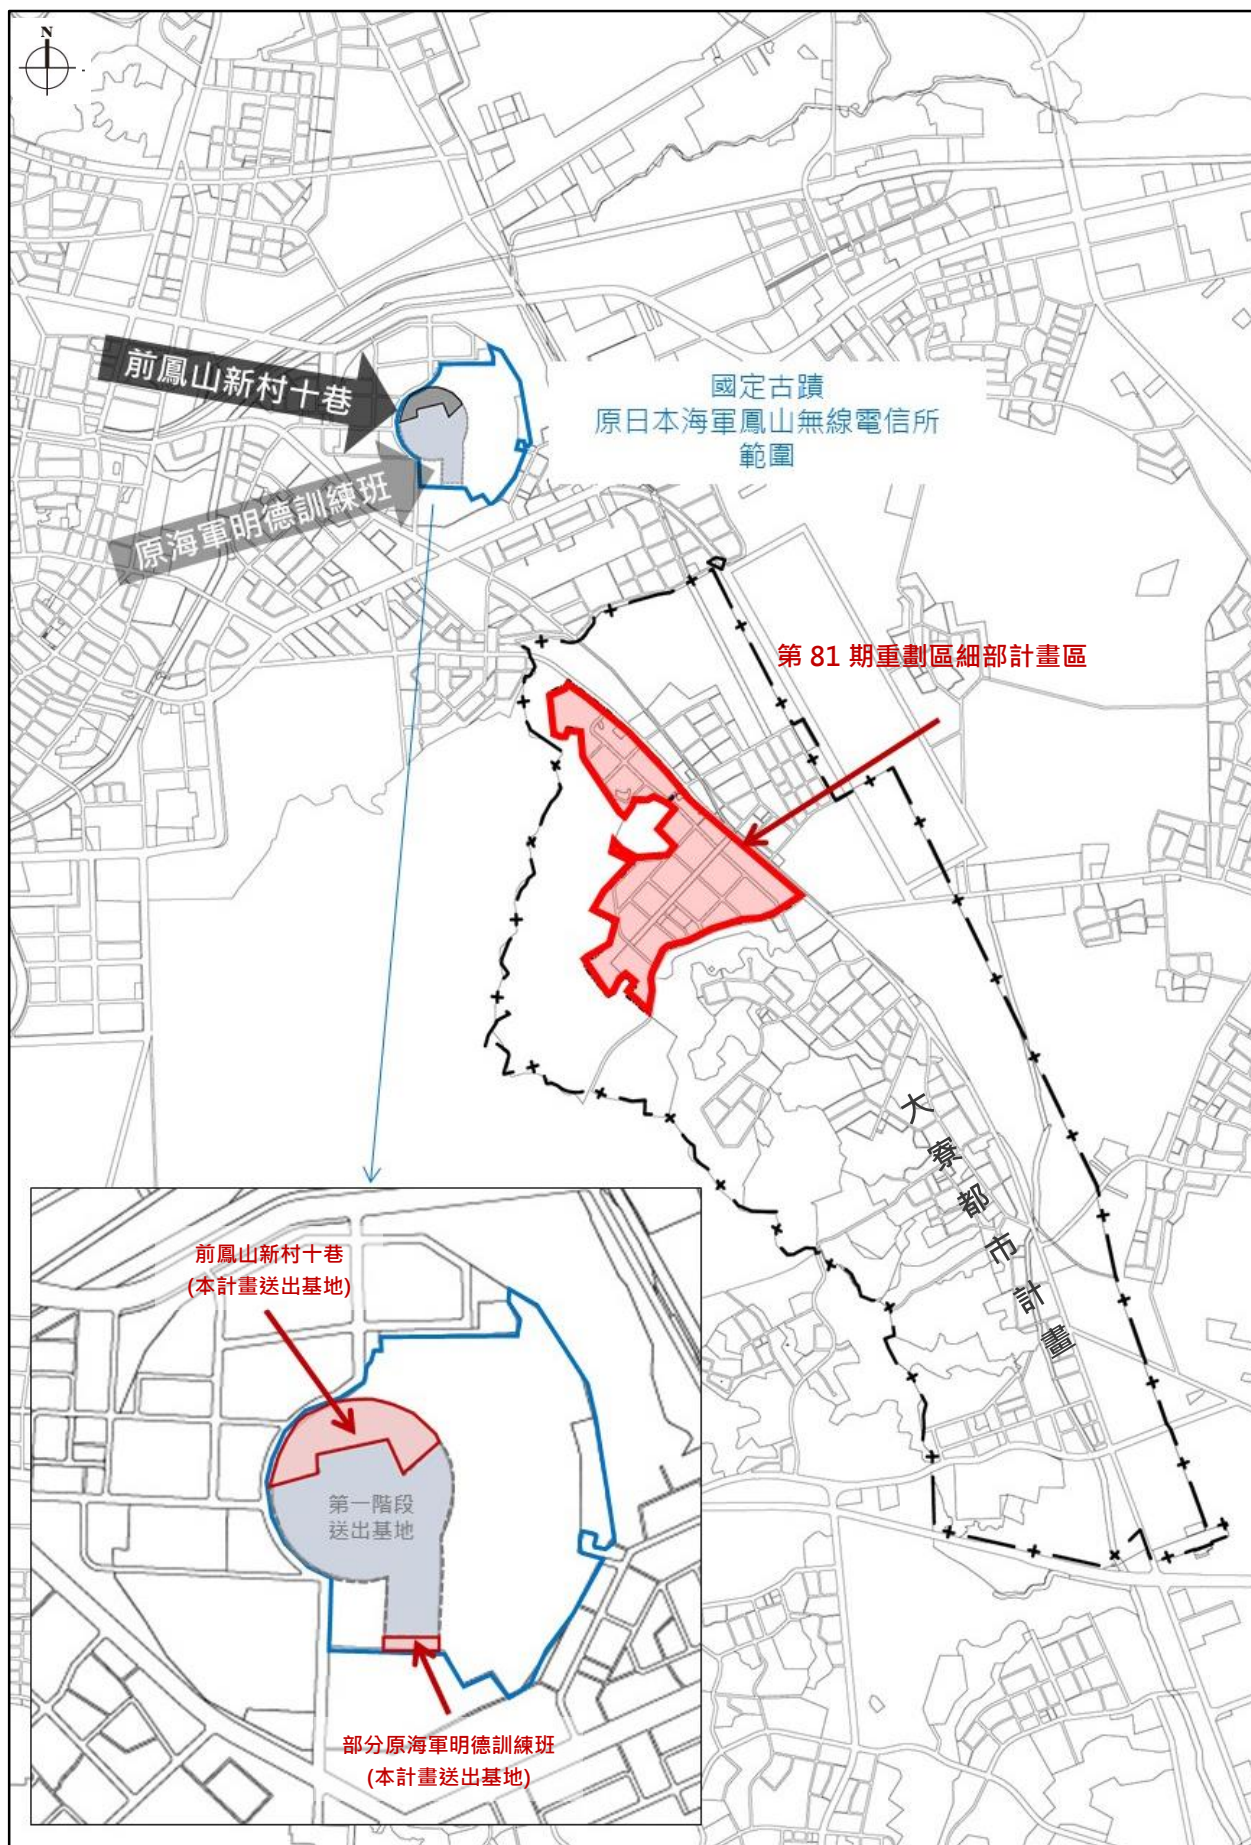 N
前鳳山新村十巷
國定古蹟
原日本海軍鳳山無線電信所
範圍
原海軍明德訓練班
第 81 期重劃區細部計畫區
大寮都市計畫
前鳳山新村十巷
(本計畫送出基地)
第一階段
送出基地
部分原海軍明德訓練班
(本計畫送出基地)